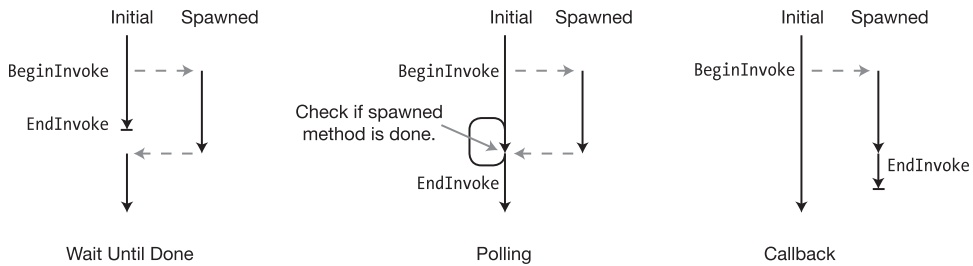 Initial Spawned
BeginInvoke
EndInvoke
Wait Until Done
Initial Spawned
BeginInvoke
Check if spawned
method is done.
EndInvoke
Polling
Initial Spawned
BeginInvoke
EndInvoke
Callback